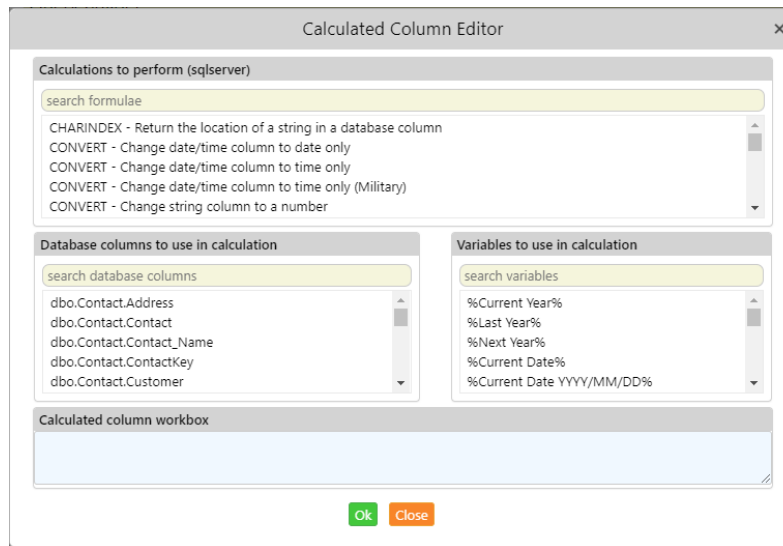 Calculated Column Editor
×
Calculations to perform (sqlserver)
search formulae
CHARINDEX - Return the location of a string in a database column
CONVERT - Change date/time column to date only
CONVERT - Change date/time column to time only
CONVERT - Change date/time column to time only (Military)
CONVERT - Change string column to a number
Database columns to use in calculation
search database columns
dbo.Contact.Address
dbo.Contact.Contact
dbo.Contact.Contact_Name
dbo.Contact.ContactKey
dbo.Contact.Customer
Variables to use in calculation
search variables
%Current Year%
%Last Year%
%Next Year%
%Current Date%
%Current Date YYYY/MM/DD%
Calculated column workbox
Ok
Close